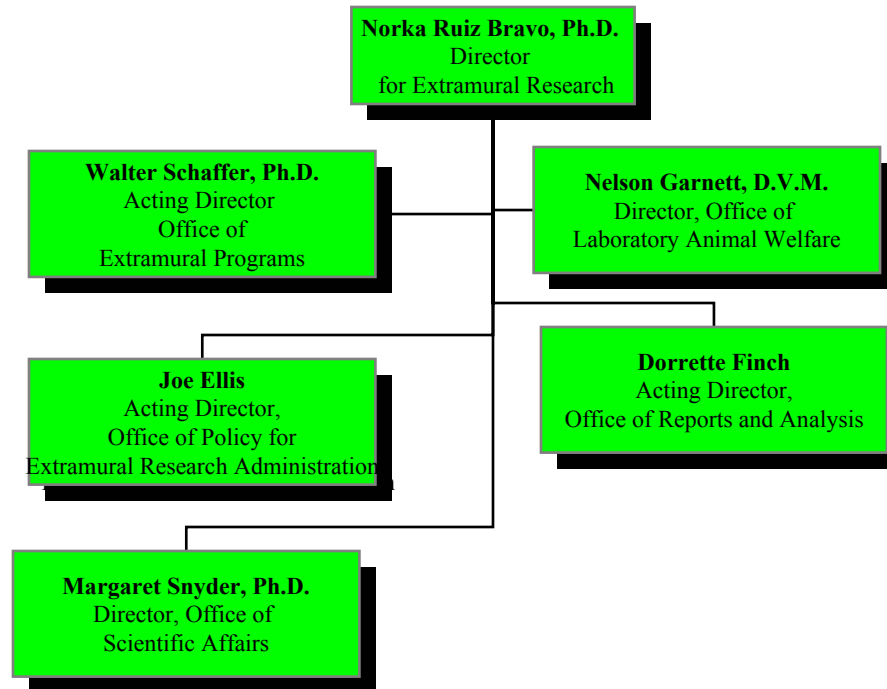 Norka Ruiz Bravo, Ph.D.
Director
for Extramural Research
Walter Schaffer, Ph.D.
Acting Director
Office of
Extramural Programs
Nelson Garnett, D.V.M.
Director, Office of
Laboratory Animal Welfare
Joe Ellis
Acting Director,
Office of Policy for
Extramural Research Administration
Dorrette Finch
Acting Director,
Office of Reports and Analysis
Margaret Snyder, Ph.D.
Director, Office of
Scientific Affairs